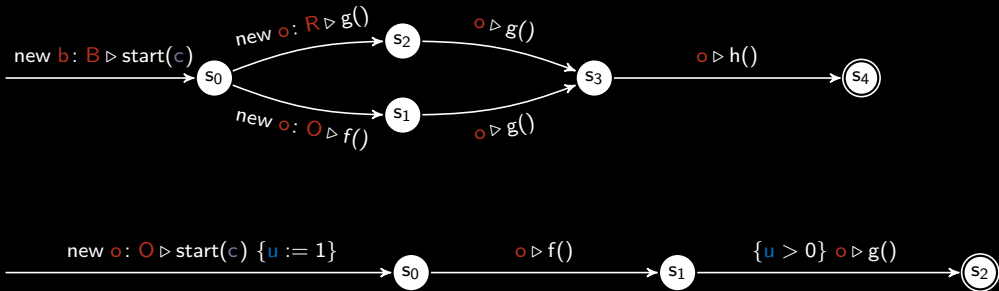 new b: B ▷ start(c)
s0
new o: R ▷ g()
s2
o ▷ g()
new o: O ▷ f()
s1
o ▷ g()
s3
o ▷ h()
s4
new o: O ▷ start(c) {u := 1}
s0
o ▷ f()
s1
{u > 0} o ▷ g()
s2